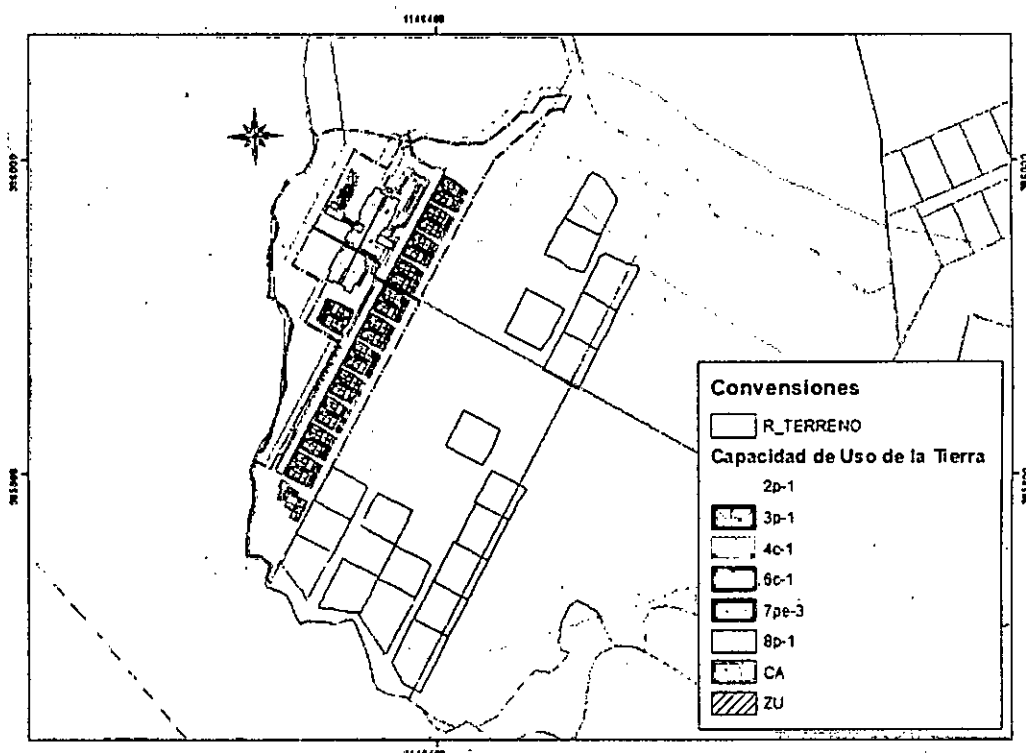 Convensiones
R_TERRENO
Capacidad de Uso de la Tierra
2p-1
3p-1
4c-1
6c-1
7pe-3
8p-1
CA
ZU